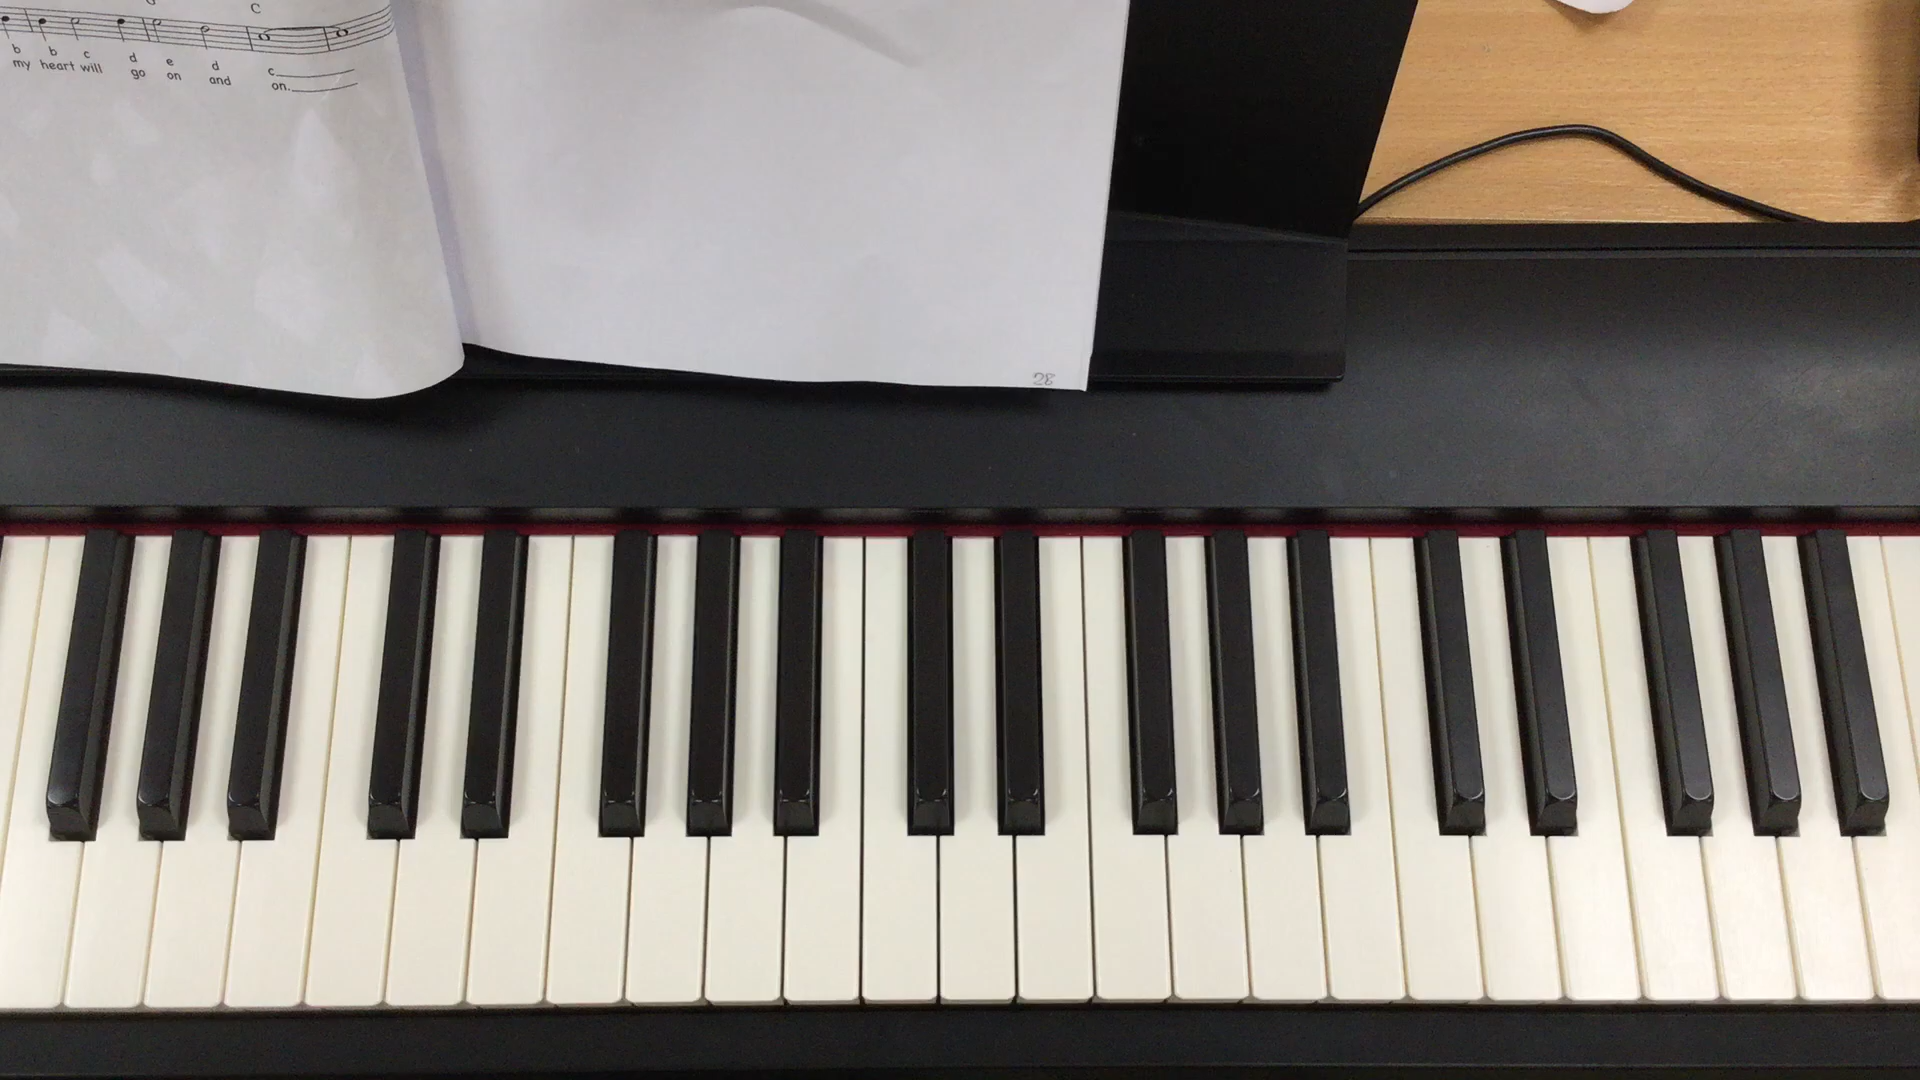 C
b b c d e d c
my heart will go on and on.
28